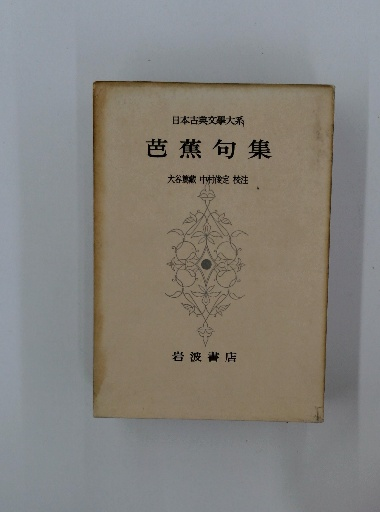 日本古典文學大系
芭蕉句集
大谷篤藏 中村俊定 校注
岩波書店